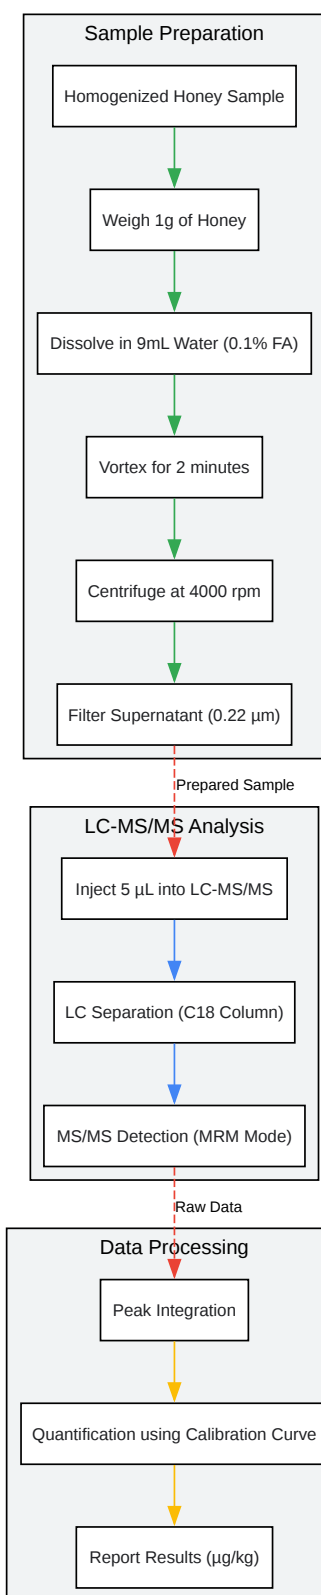 Sample Preparation
Homogenized Honey Sample
Weigh 1g of Honey
Dissolve in 9mL Water (0.1% FA)
Vortex for 2 minutes
Centrifuge at 4000 rpm
Filter Supernatant (0.22 µm)
Prepared Sample
LC-MS/MS Analysis
Inject 5 µL into LC-MS/MS
LC Separation (C18 Column)
MS/MS Detection (MRM Mode)
Raw Data
Data Processing
Peak Integration
Quantification using Calibration Curve
Report Results (µg/kg)